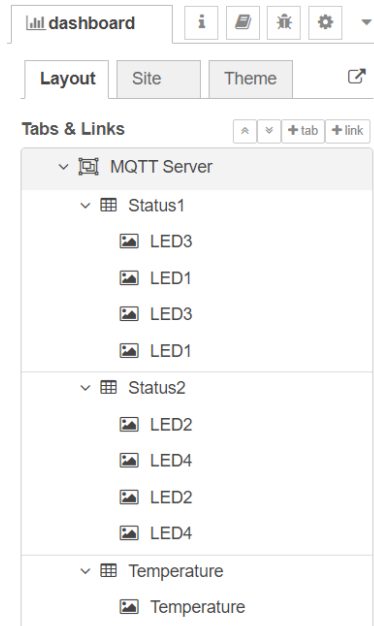 dashboard
Layout Site Theme
Tabs & Links
tab link
MQTT Server
Status1
LED3
LED1
LED3
LED1
Status2
LED2
LED4
LED2
LED4
Temperature
Temperature